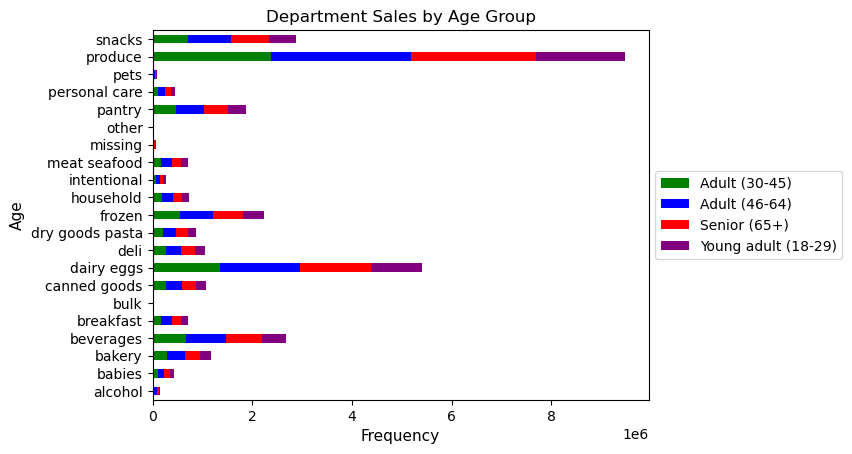 Department Sales by Age Group
snacks
produce
pets
personal care
pantry
other
missing
meat seafood
intentional
household
frozen
dry goods pasta
deli
dairy eggs
canned goods
bulk
breakfast
beverages
bakery
babies
alcohol
Age
0 2 4 6 8
1e6
Frequency
Adult (30-45)
Adult (46-64)
Senior (65+)
Young adult (18-29)